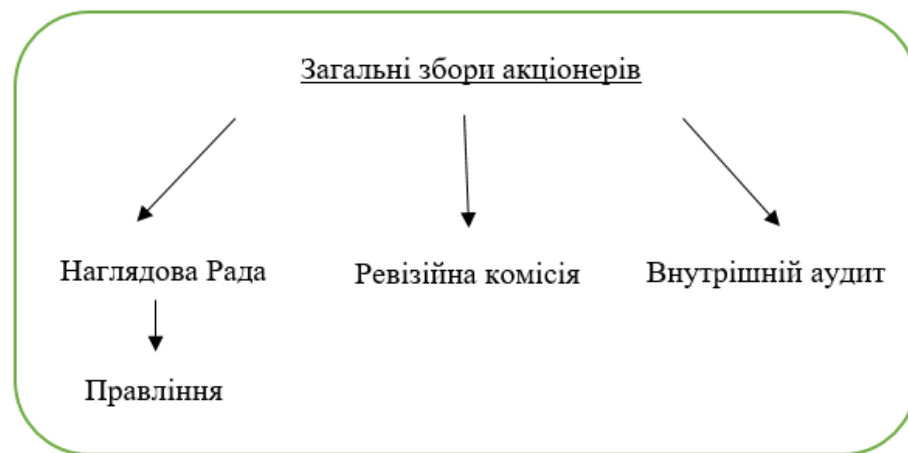 Загальні збори акціонерів
Наглядова Рада
Ревізійна комісія
Внутрішній аудит
Правління